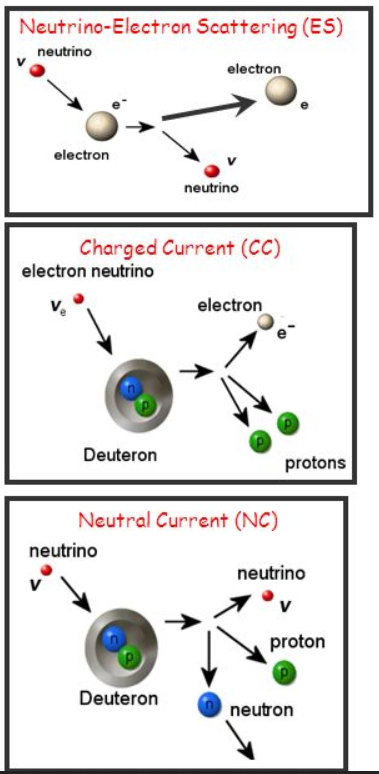 Neutrino-Electron Scattering (ES)
neutrino
ν
electron
e⁻
e
electron
ν
neutrino
Charged Current (CC)
electron neutrino
νₑ
electron
e⁻
n
p
p
p
Deuteron
protons
Neutral Current (NC)
neutrino
ν
neutrino
ν
n
p
proton
p
Deuteron
n neutron